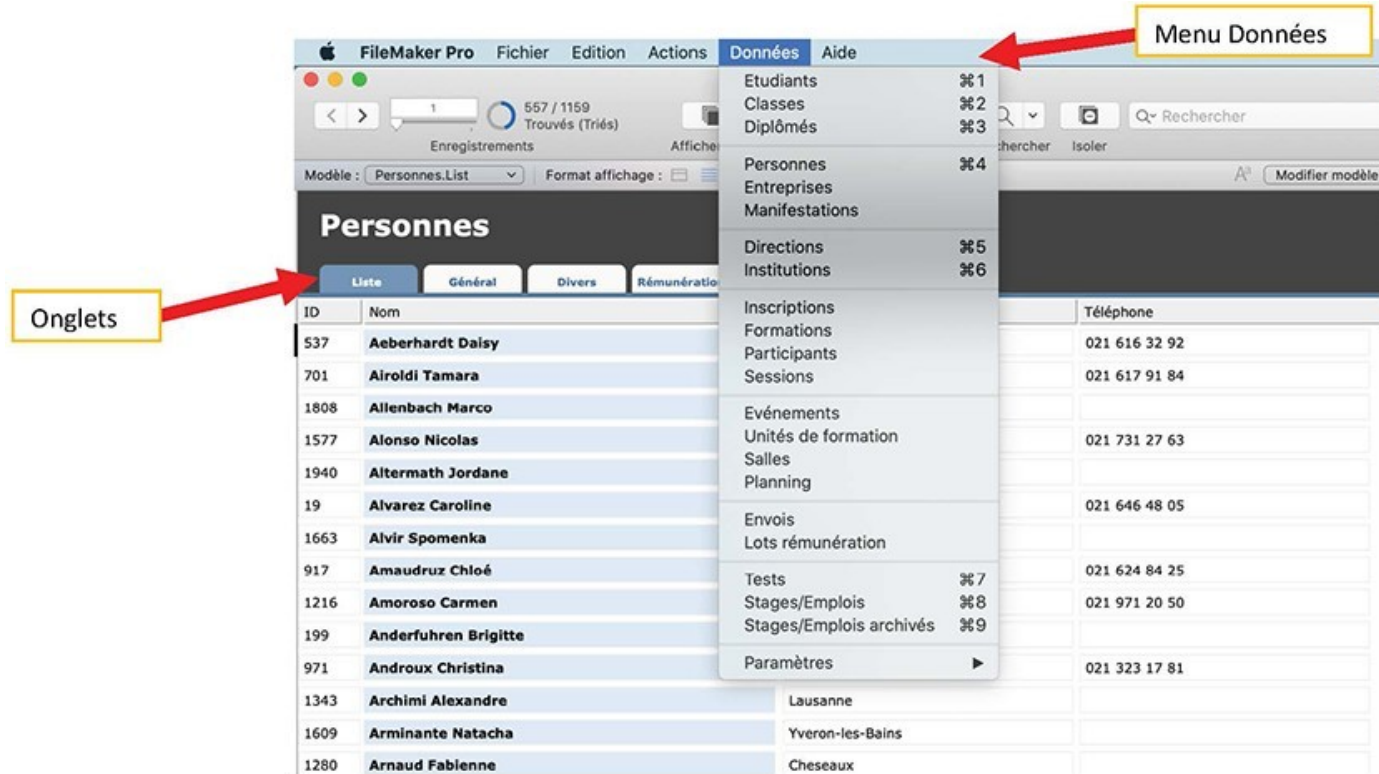 Menu Données
FileMaker Pro Fichier Edition Actions Données Aide
Etudiants ⌘1
Classes ⌘2
Diplômés ⌘3
Personnes ⌘4
Entreprises
Manifestations
Directions ⌘5
Institutions ⌘6
Inscriptions
Formations
Participants
Sessions
Evénements
Unités de formation
Salles
Planning
Envois
Lots rémunération
Tests ⌘7
Stages/Emplois ⌘8
Stages/Emplois archivés ⌘9
Paramètres
1
557 / 1159
Trouvés (Triés)
Rechercher
Enregistrements
Isoler
Modèle : Personnes.List Format affichage : Modifier modèle
Personnes
Onglets
Liste Général Divers
ID Nom Téléphone
537 Aeberhardt Daisy 021 616 32 92
701 Airoldi Tamara 021 617 91 84
1808 Allenbach Marco
1577 Alonso Nicolas 021 731 27 63
1940 Altermath Jordane
19 Alvarez Caroline 021 646 48 05
1663 Alvir Spomenka
917 Amaudruz Chloé 021 624 84 25
1216 Amoroso Carmen 021 971 20 50
199 Anderfuhren Brigitte
971 Androux Christina 021 323 17 81
1343 Archimi Alexandre Lausanne
1609 Arminante Natacha Yveron-les-Bains
1280 Arnaud Fabienne Cheseaux